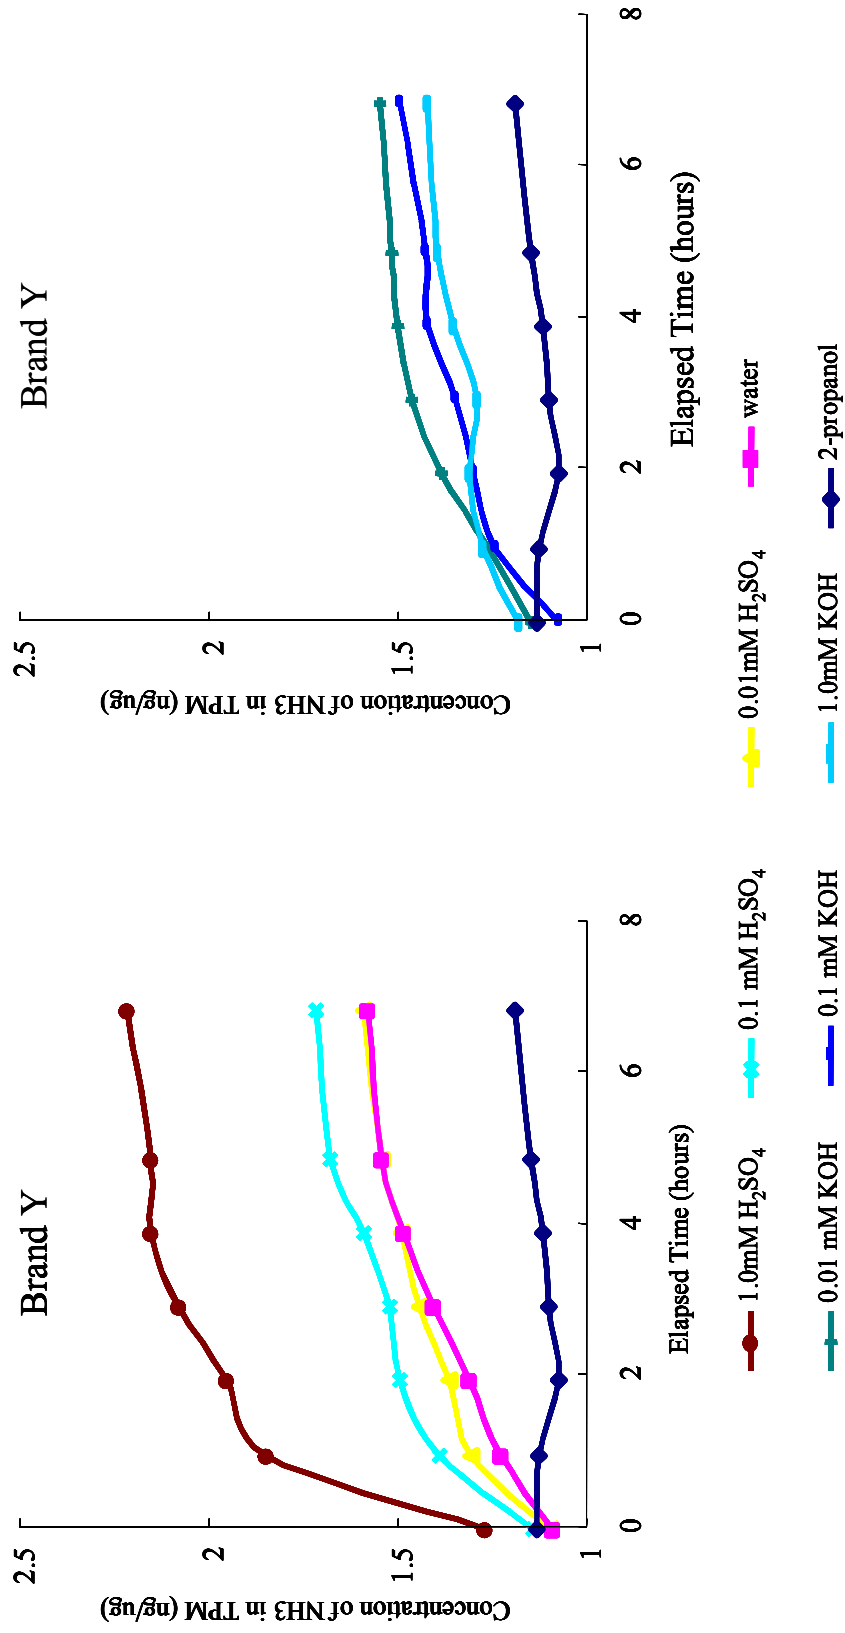 Brand Y
Concentration of NH3 in TPM (ng/ug)
2.5
2
1.5
1
0
2
4
6
8
Elapsed Time (hours)
Brand Y
Concentration of NH3 in TPM (ng/ug)
2.5
2
1.5
1
0
2
4
6
8
Elapsed Time (hours)
1.0mM H₂SO₄ 0.1 mM H₂SO₄ 0.01mM H₂SO₄ water
0.01 mM KOH 0.1 mM KOH 1.0mM KOH 2-propanol